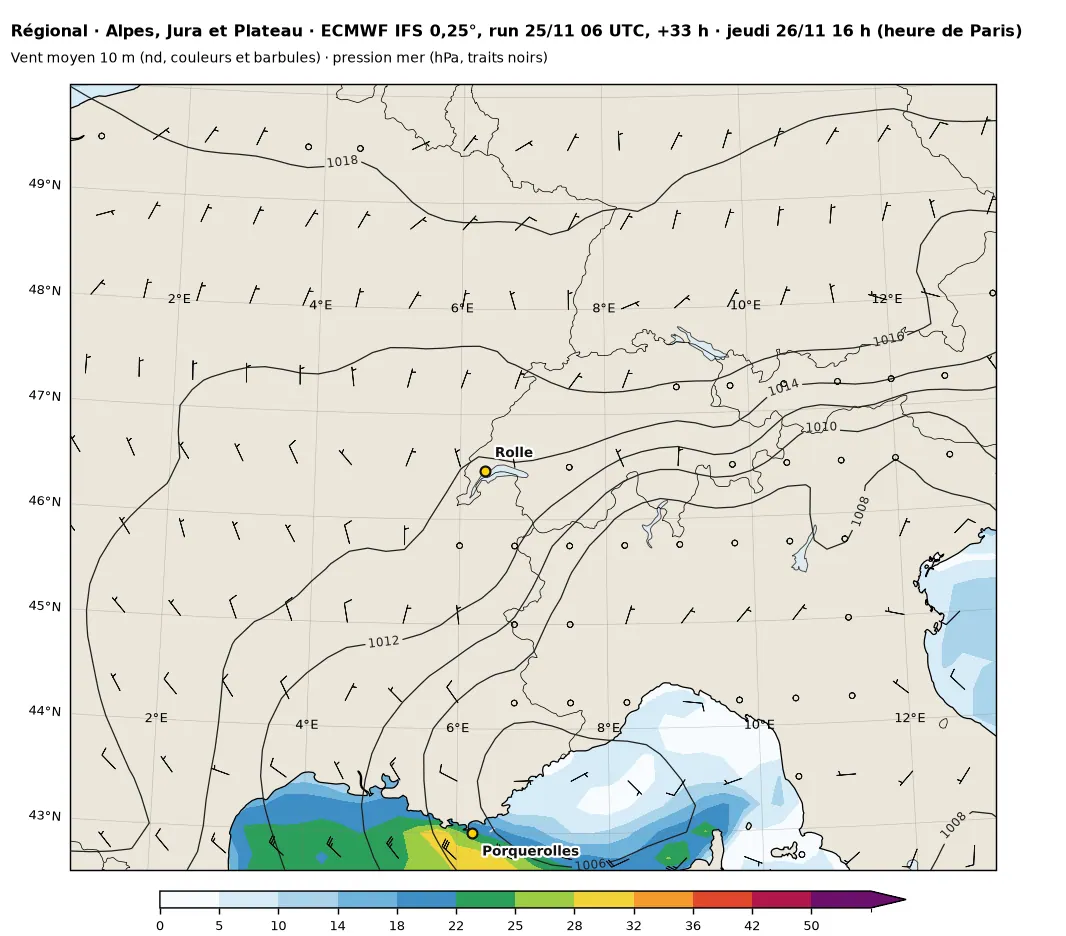 Régional · Alpes, Jura et Plateau · ECMWF IFS 0,25°, run 25/11 06 UTC, +33 h · jeudi 26/11 16 h (heure de Paris)
Vent moyen 10 m (nd, couleurs et barbules) · pression mer (hPa, traits noirs)
1018
49°N
48°N
2°E 4°E 6°E 8°E 10°E 12°E
1016
1014
47°N
1010
Rolle
46°N
1008
45°N
1012
44°N
2°E 4°E 6°E 8°E 10°E 12°E
43°N
1008
Porquerolles
1006
0 5 10 14 18 22 25 28 32 36 42 50